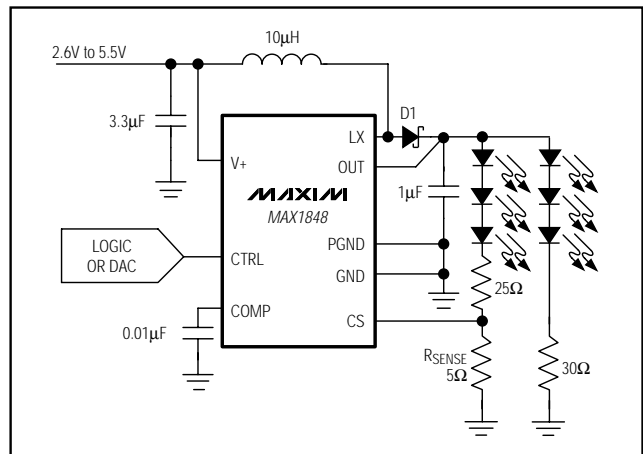 10µH
2.6V to 5.5V
D1
3.3µF
LX
V+
OUT
MAXIM
1µF
MAX1848
PGND
LOGIC
OR DAC
CTRL
GND
25Ω
COMP
CS
0.01µF
RSENSE
5Ω
30Ω